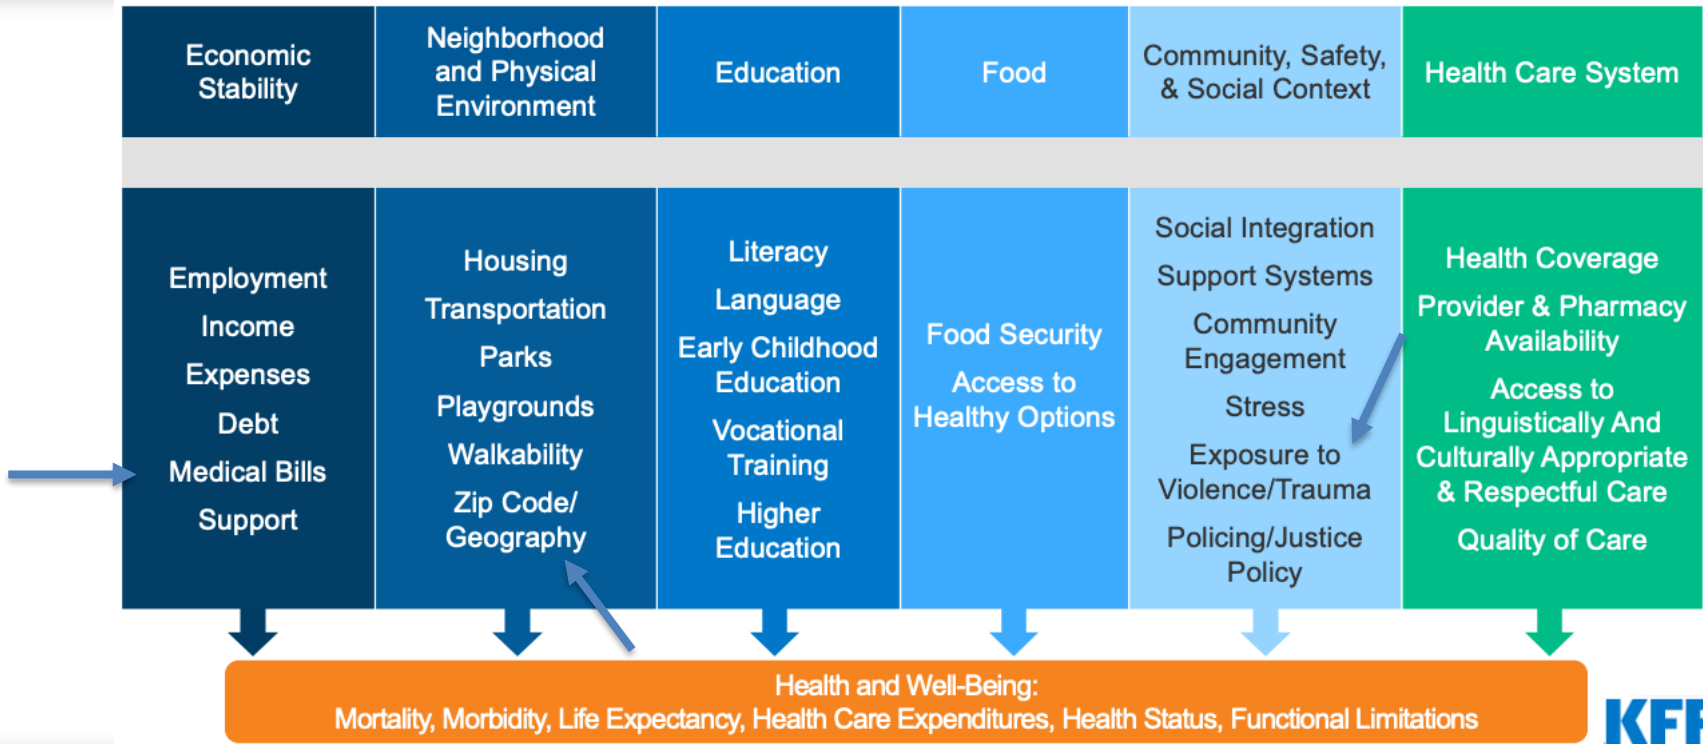 Economic
Stability
Neighborhood
and Physical
Environment
Education
Food
Community, Safety,
& Social Context
Health Care System
Employment
Income
Expenses
Debt
Medical Bills
Support
Housing
Transportation
Parks
Playgrounds
Walkability
Zip Code/
Geography
Literacy
Language
Early Childhood
Education
Vocational
Training
Higher
Education
Food Security
Access to
Healthy Options
Social Integration
Support Systems
Community
Engagement
Stress
Exposure to
Violence/Trauma
Policing/Justice
Policy
Health Coverage
Provider & Pharmacy
Availability
Access to
Linguistically And
Culturally Appropriate
& Respectful Care
Quality of Care
Health and Well-Being:
Mortality, Morbidity, Life Expectancy, Health Care Expenditures, Health Status, Functional Limitations